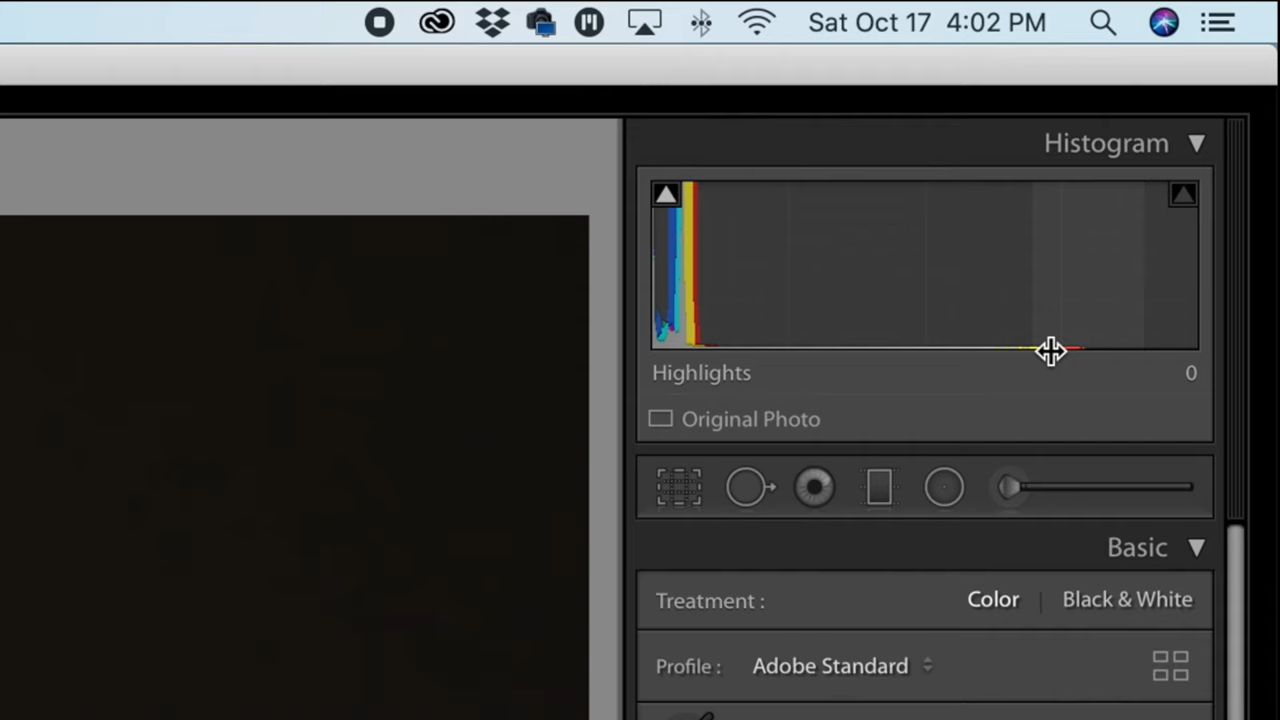 Sat Oct 17 4:02 PM
Histogram
Highlights 0
Original Photo
Basic
Treatment : Color | Black & White
Profile : Adobe Standard